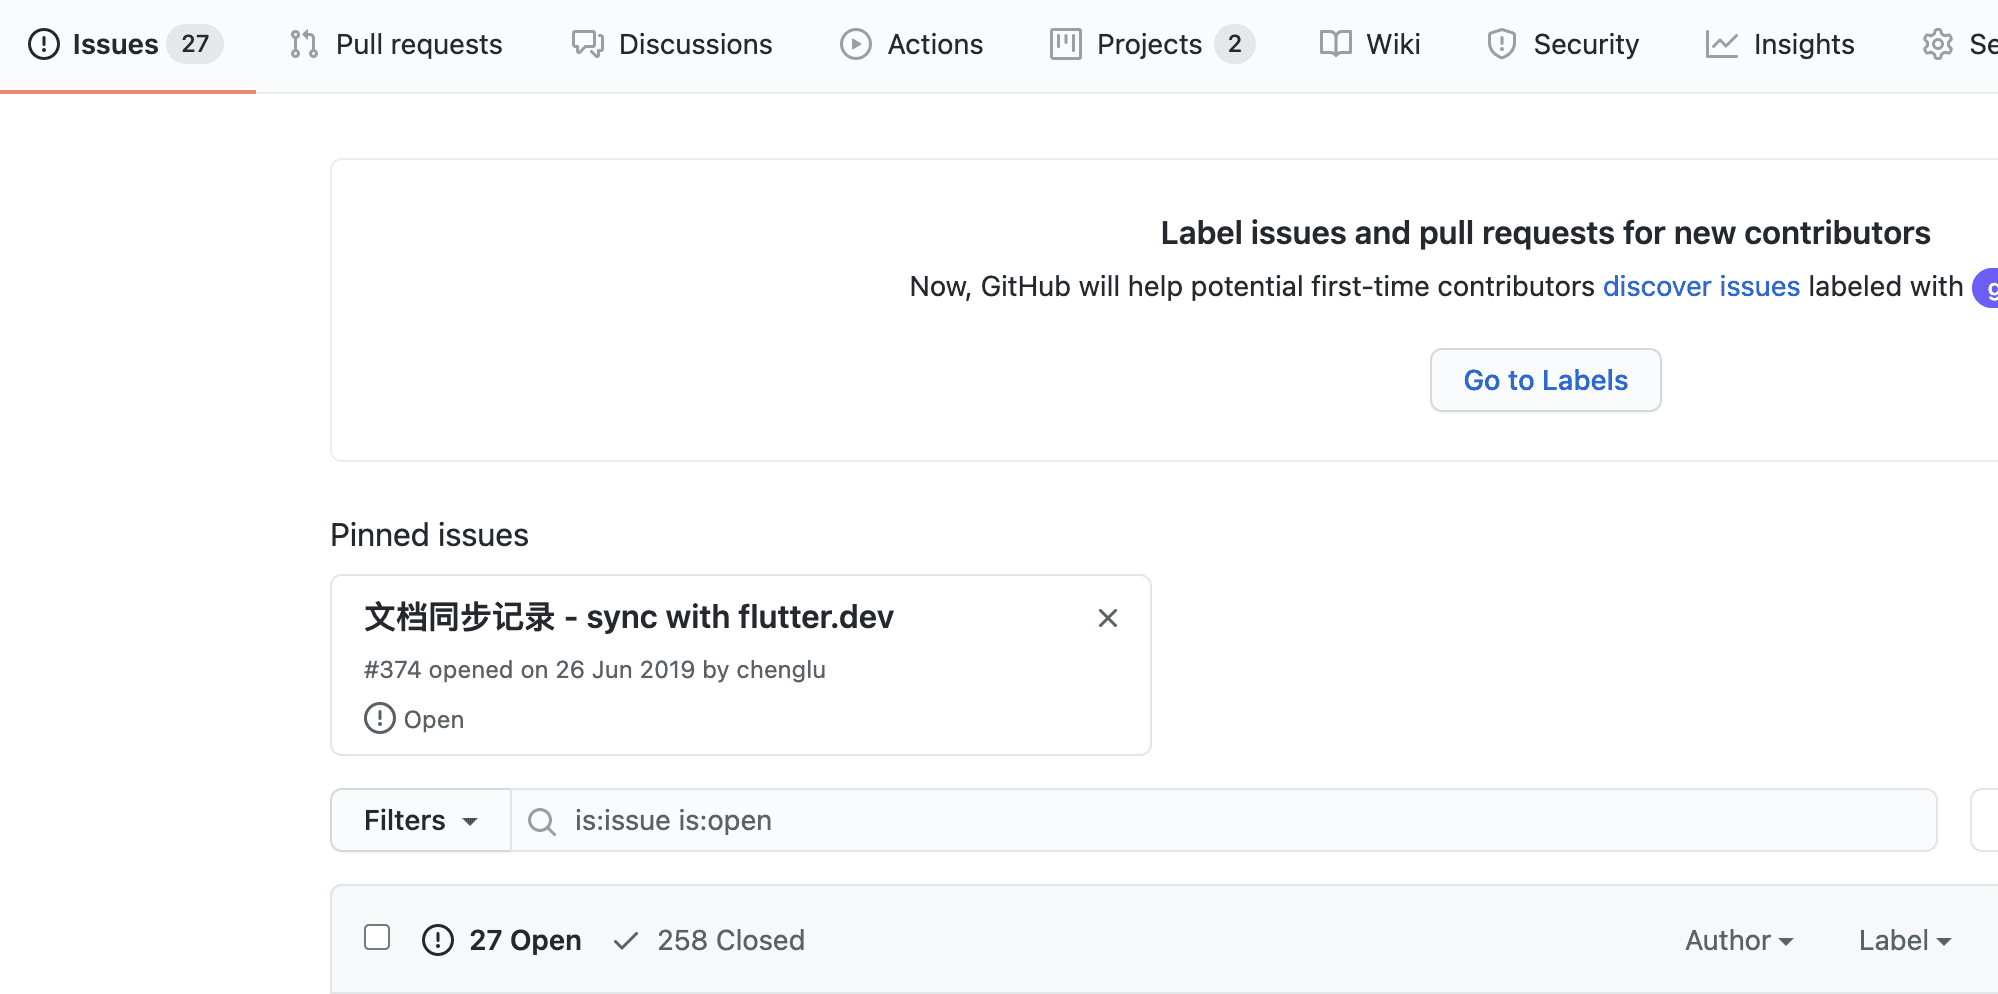 Issues 27 Pull requests Discussions Actions Projects 2 Wiki Security Insights Se
Label issues and pull requests for new contributors
Now, GitHub will help potential first-time contributors discover issues labeled with g
Go to Labels
Pinned issues
文档同步记录 - sync with flutter.dev
#374 opened on 26 Jun 2019 by chenglu
Open
Filters is:issue is:open
27 Open 258 Closed Author Label